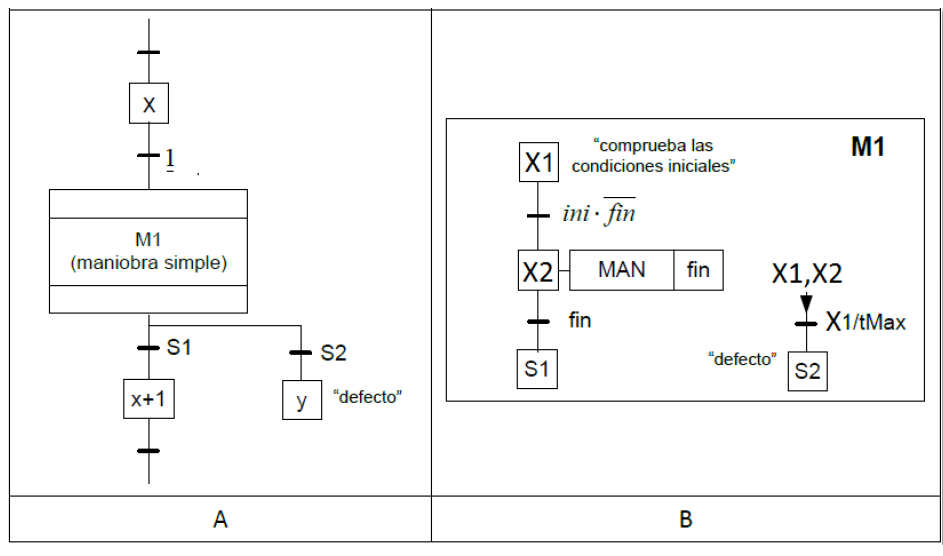 x
1
M1
(maniobra simple)
S1
S2
x+1
y
“defecto”
A
M1
X1
“comprueba las
condiciones iniciales”
ini · \overline{fin}
X2
MAN
fin
X1,X2
fin
X1/tMax
“defecto”
S1
S2
B